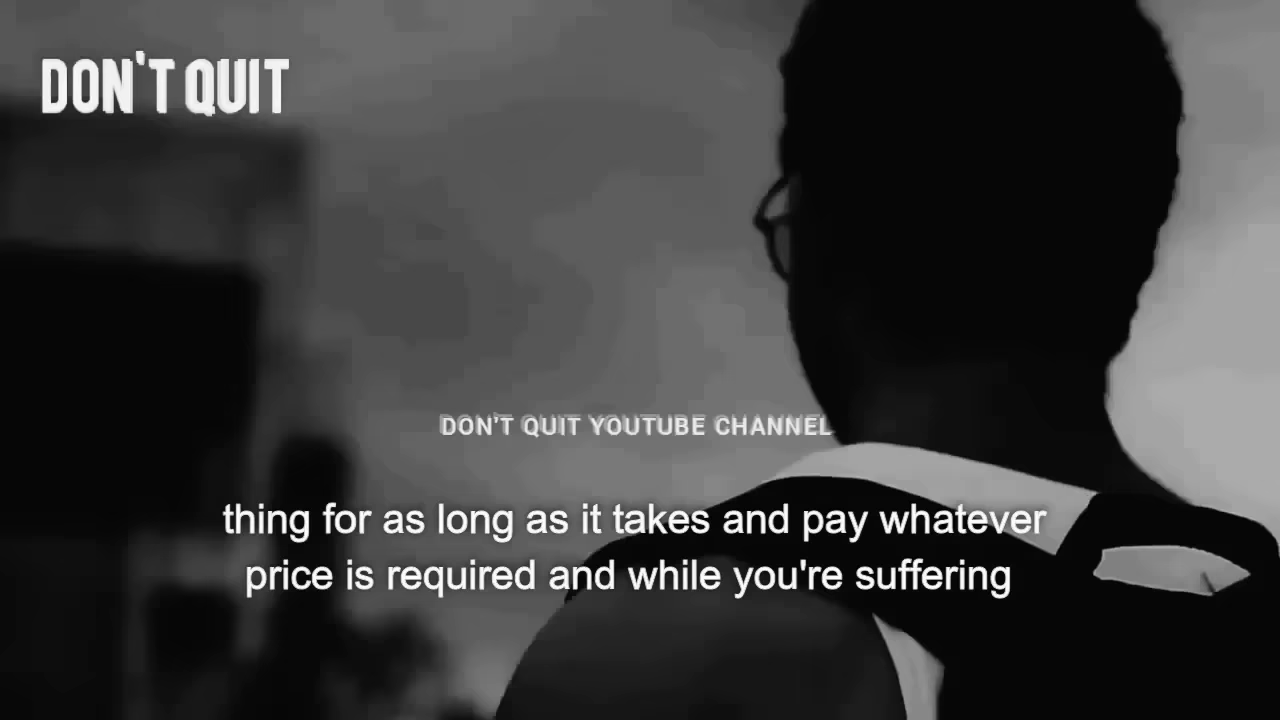 DON'T QUIT
DON'T QUIT YOUTUBE CHANNEL
thing for as long as it takes and pay whatever
price is required and while you're suffering